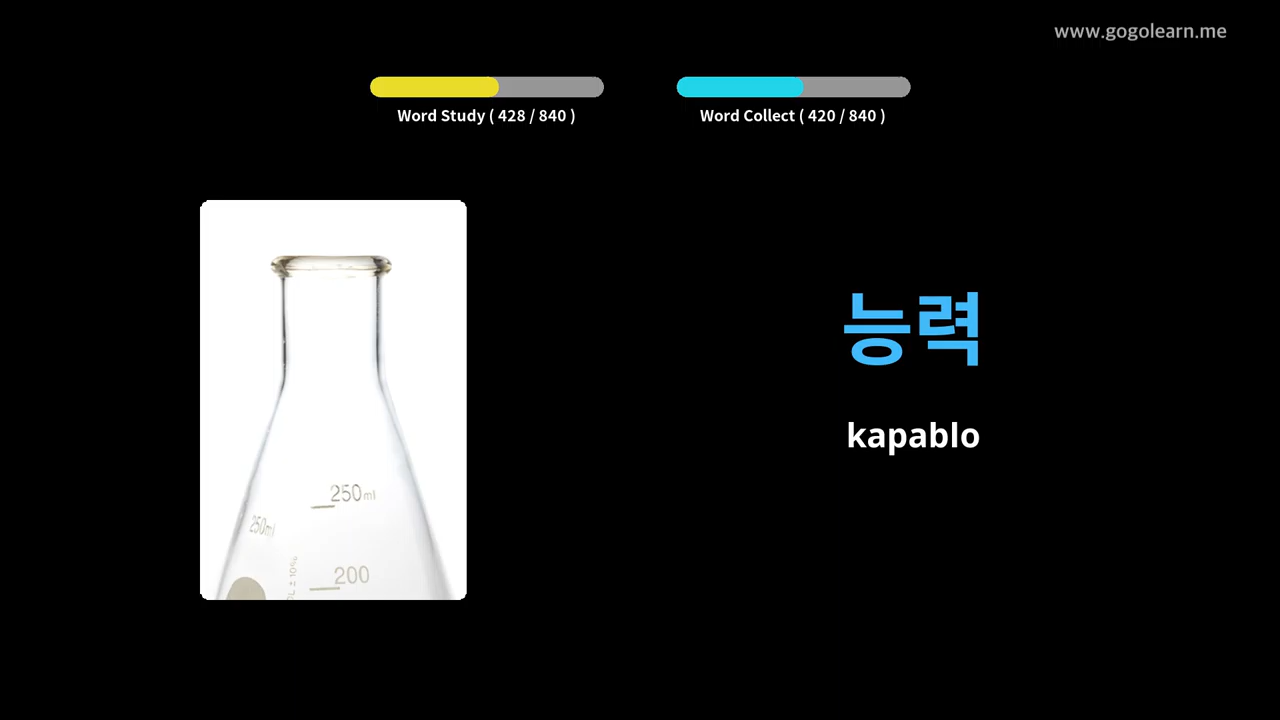 www.gogolearn.me
Word Study ( 428 / 840 )
Word Collect ( 420 / 840 )
능력
kapablo
250ml
250ml
200